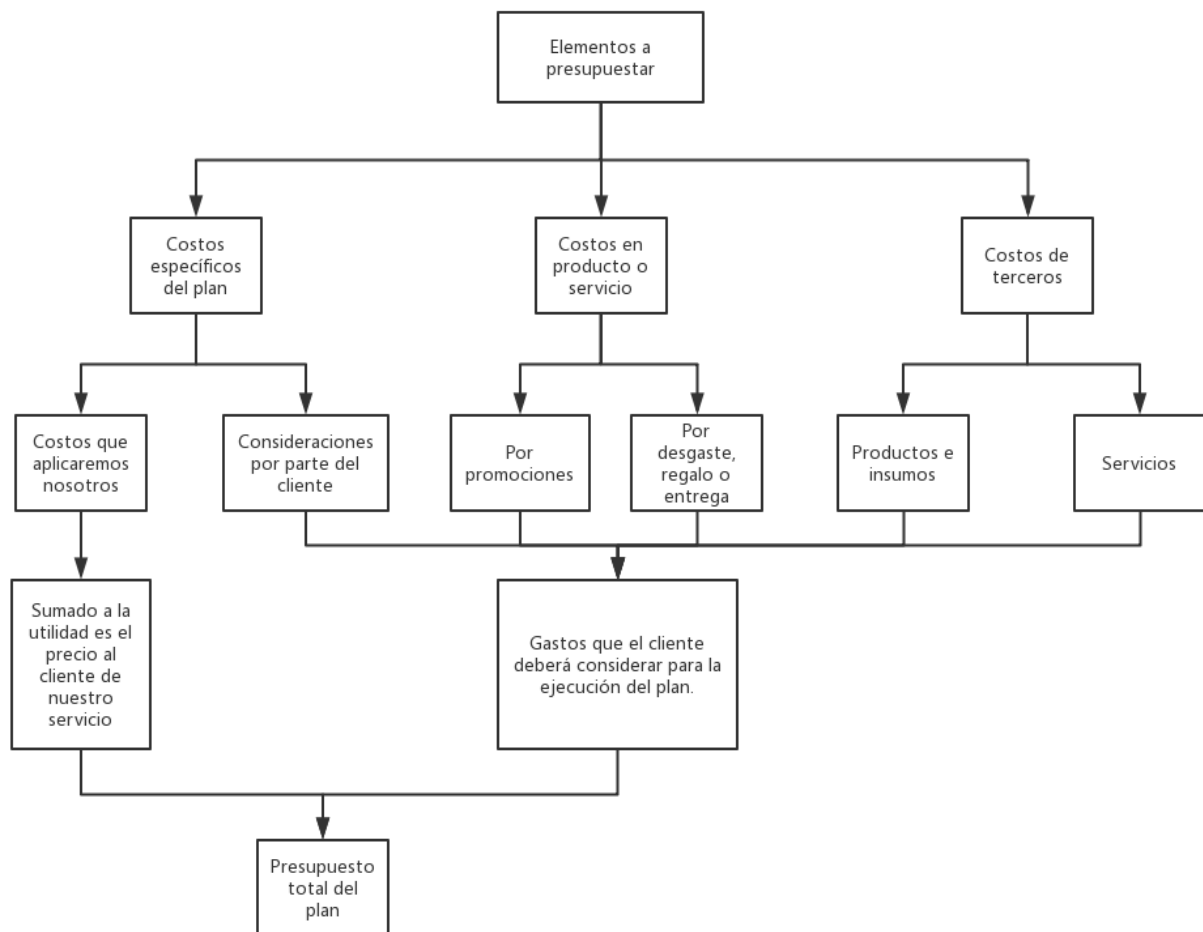 Elementos a
presupuestar
Costos
específicos
del plan
Costos en
producto o
servicio
Costos de
terceros
Costos que
aplicaremos
nosotros
Consideraciones
por parte del
cliente
Por
promociones
Por
desgaste,
regalo o
entrega
Productos e
insumos
Servicios
Sumado a la
utilidad es el
precio al
cliente de
nuestro
servicio
Gastos que el cliente
deberá considerar para la
ejecución del plan.
Presupuesto
total del
plan